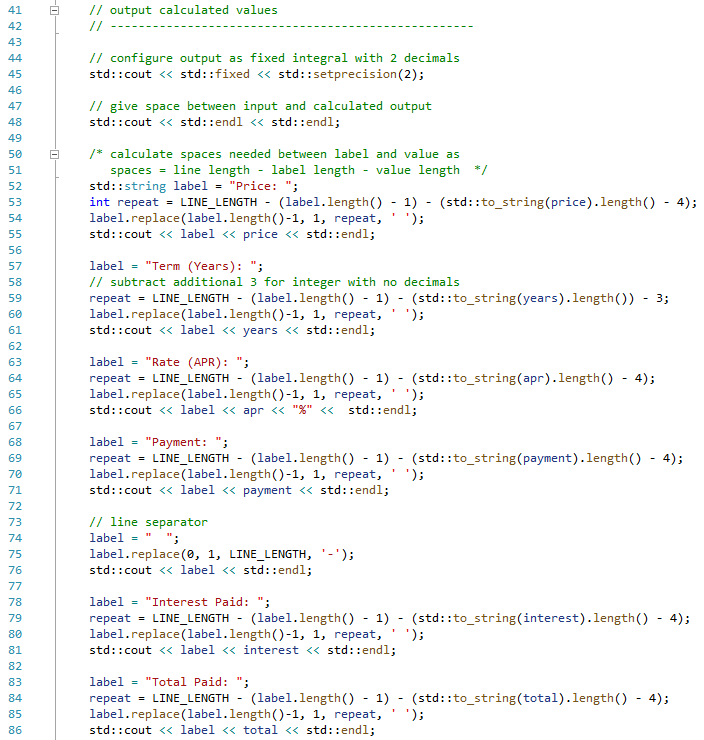 41 // output calculated values
42 // ----------------------------------------------------
43
44 // configure output as fixed integral with 2 decimals
45 std::cout << std::fixed << std::setprecision(2);
46
47 // give space between input and calculated output
48 std::cout << std::endl << std::endl;
49
50 /* calculate spaces needed between label and value as
51 spaces = line length - label length - value length  */
52 std::string label = "Price: ";
53 int repeat = LINE_LENGTH - (label.length() - 1) - (std::to_string(price).length() - 4);
54 label.replace(label.length()-1, 1, repeat, ' ');
55 std::cout << label << price << std::endl;
56
57 label = "Term (Years): ";
58 // subtract additional 3 for integer with no decimals
59 repeat = LINE_LENGTH - (label.length() - 1) - (std::to_string(years).length()) - 3;
60 label.replace(label.length()-1, 1, repeat, ' ');
61 std::cout << label << years << std::endl;
62
63 label = "Rate (APR): ";
64 repeat = LINE_LENGTH - (label.length() - 1) - (std::to_string(apr).length() - 4);
65 label.replace(label.length()-1, 1, repeat, ' ');
66 std::cout << label << apr << "%" <<  std::endl;
67
68 label = "Payment: ";
69 repeat = LINE_LENGTH - (label.length() - 1) - (std::to_string(payment).length() - 4);
70 label.replace(label.length()-1, 1, repeat, ' ');
71 std::cout << label << payment << std::endl;
72
73 // line separator
74 label = "  ";
75 label.replace(0, 1, LINE_LENGTH, '-');
76 std::cout << label << std::endl;
77
78 label = "Interest Paid: ";
79 repeat = LINE_LENGTH - (label.length() - 1) - (std::to_string(interest).length() - 4);
80 label.replace(label.length()-1, 1, repeat, ' ');
81 std::cout << label << interest << std::endl;
82
83 label = "Total Paid: ";
84 repeat = LINE_LENGTH - (label.length() - 1) - (std::to_string(total).length() - 4);
85 label.replace(label.length()-1, 1, repeat, ' ');
86 std::cout << label << total << std::endl;